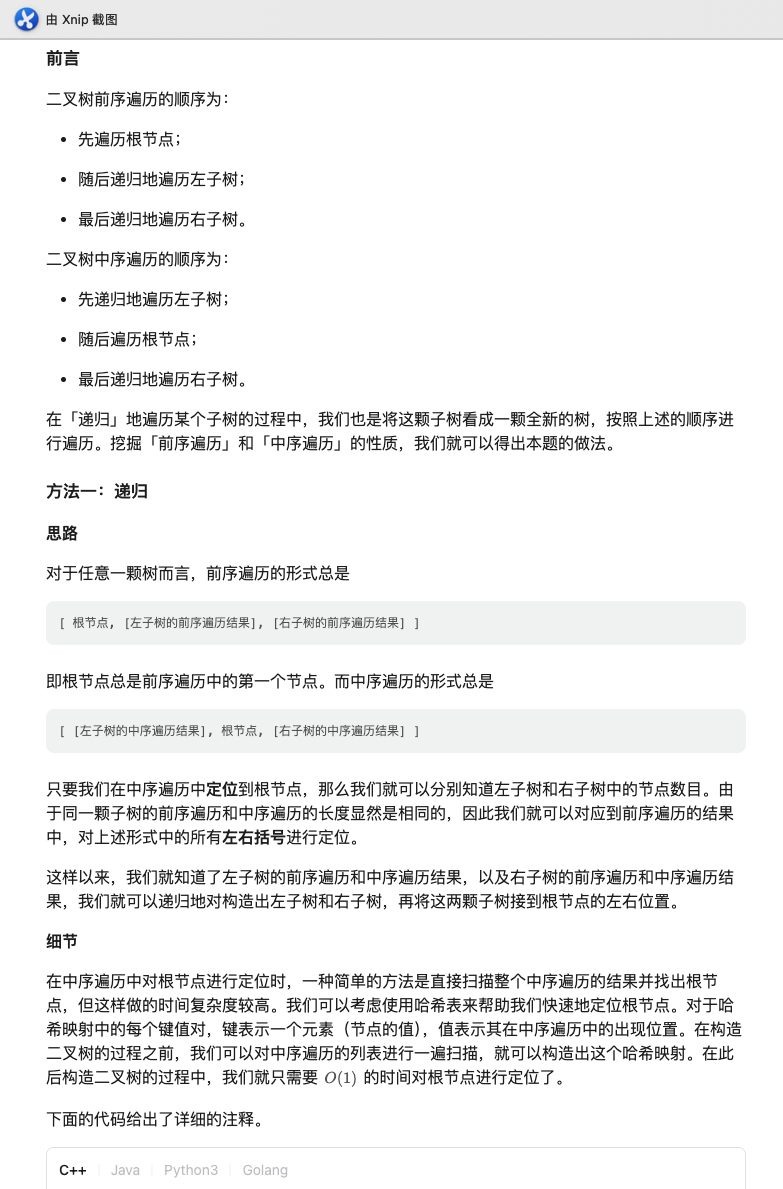 由 Xnip 截图
前言
二叉树前序遍历的顺序为：
• 先遍历根节点；
• 随后递归地遍历左子树；
• 最后递归地遍历右子树。
二叉树中序遍历的顺序为：
• 先递归地遍历左子树；
• 随后遍历根节点；
• 最后递归地遍历右子树。
在「递归」地遍历某个子树的过程中，我们也是将这颗子树看成一颗全新的树，按照上述的顺序进
行遍历。挖掘「前序遍历」和「中序遍历」的性质，我们就可以得出本题的做法。
方法一：递归
思路
对于任意一颗树而言，前序遍历的形式总是
[ 根节点, [左子树的前序遍历结果], [右子树的前序遍历结果] ]
即根节点总是前序遍历中的第一个节点。而中序遍历的形式总是
[ [左子树的中序遍历结果], 根节点, [右子树的中序遍历结果] ]
只要我们在中序遍历中定位到根节点，那么我们就可以分别知道左子树和右子树中的节点数目。由
于同一颗子树的前序遍历和中序遍历的长度显然是相同的，因此我们就可以对应到前序遍历的结果
中，对上述形式中的所有左右括号进行定位。
这样以来，我们就知道了左子树的前序遍历和中序遍历结果，以及右子树的前序遍历和中序遍历结
果，我们就可以递归地对构造出左子树和右子树，再将这两颗子树接到根节点的左右位置。
细节
在中序遍历中对根节点进行定位时，一种简单的方法是直接扫描整个中序遍历的结果并找出根节
点，但这样做的时间复杂度较高。我们可以考虑使用哈希表来帮助我们快速地定位根节点。对于哈
希映射中的每个键值对，键表示一个元素（节点的值），值表示其在中序遍历中的出现位置。在构造
二叉树的过程之前，我们可以对中序遍历的列表进行一遍扫描，就可以构造出这个哈希映射。在此
后构造二叉树的过程中，我们就只需要 O(1) 的时间对根节点进行定位了。
下面的代码给出了详细的注释。
C++ Java Python3 Golang